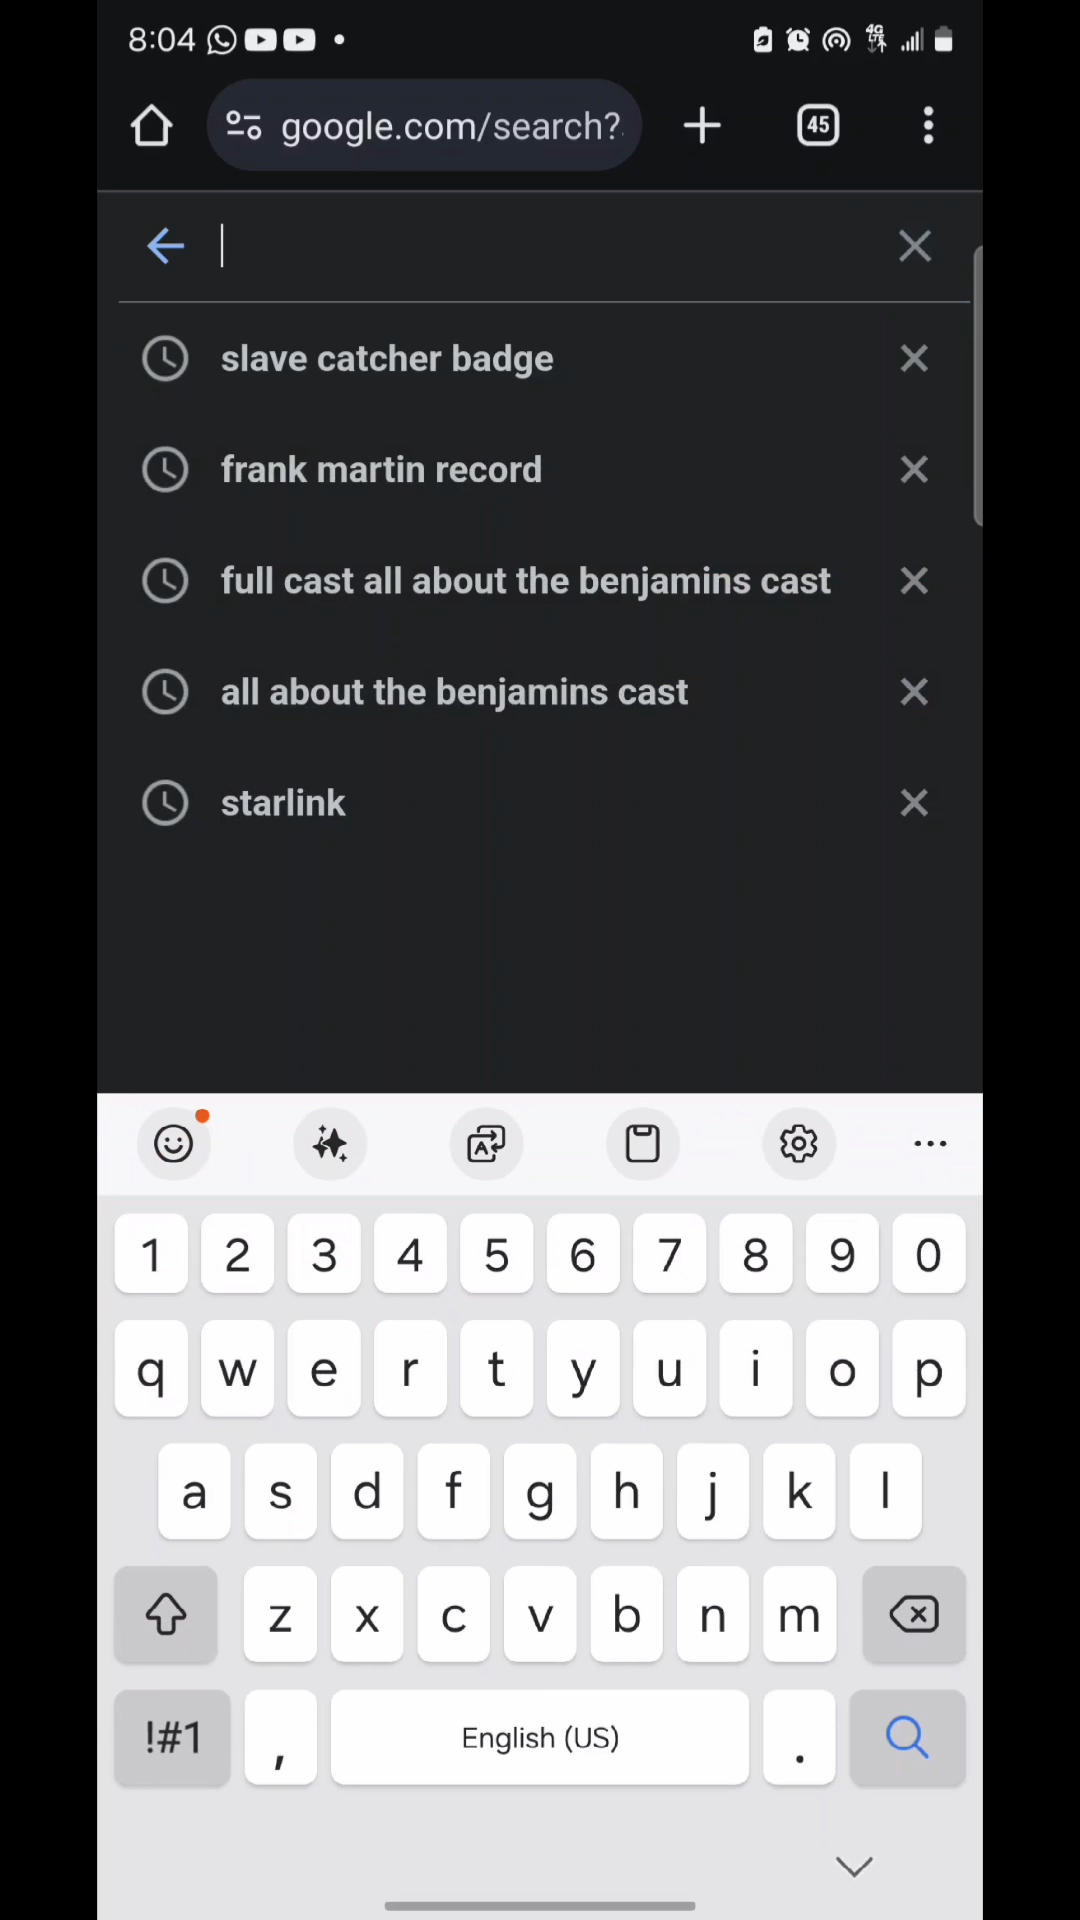 8:04
4G
LTE
google.com/search?
45
slave catcher badge
frank martin record
full cast all about the benjamins cast
all about the benjamins cast
starlink
1 2 3 4 5 6 7 8 9 0
q w e r t y u i o p
a s d f g h j k l
z x c v b n m
!#1 , English (US) .